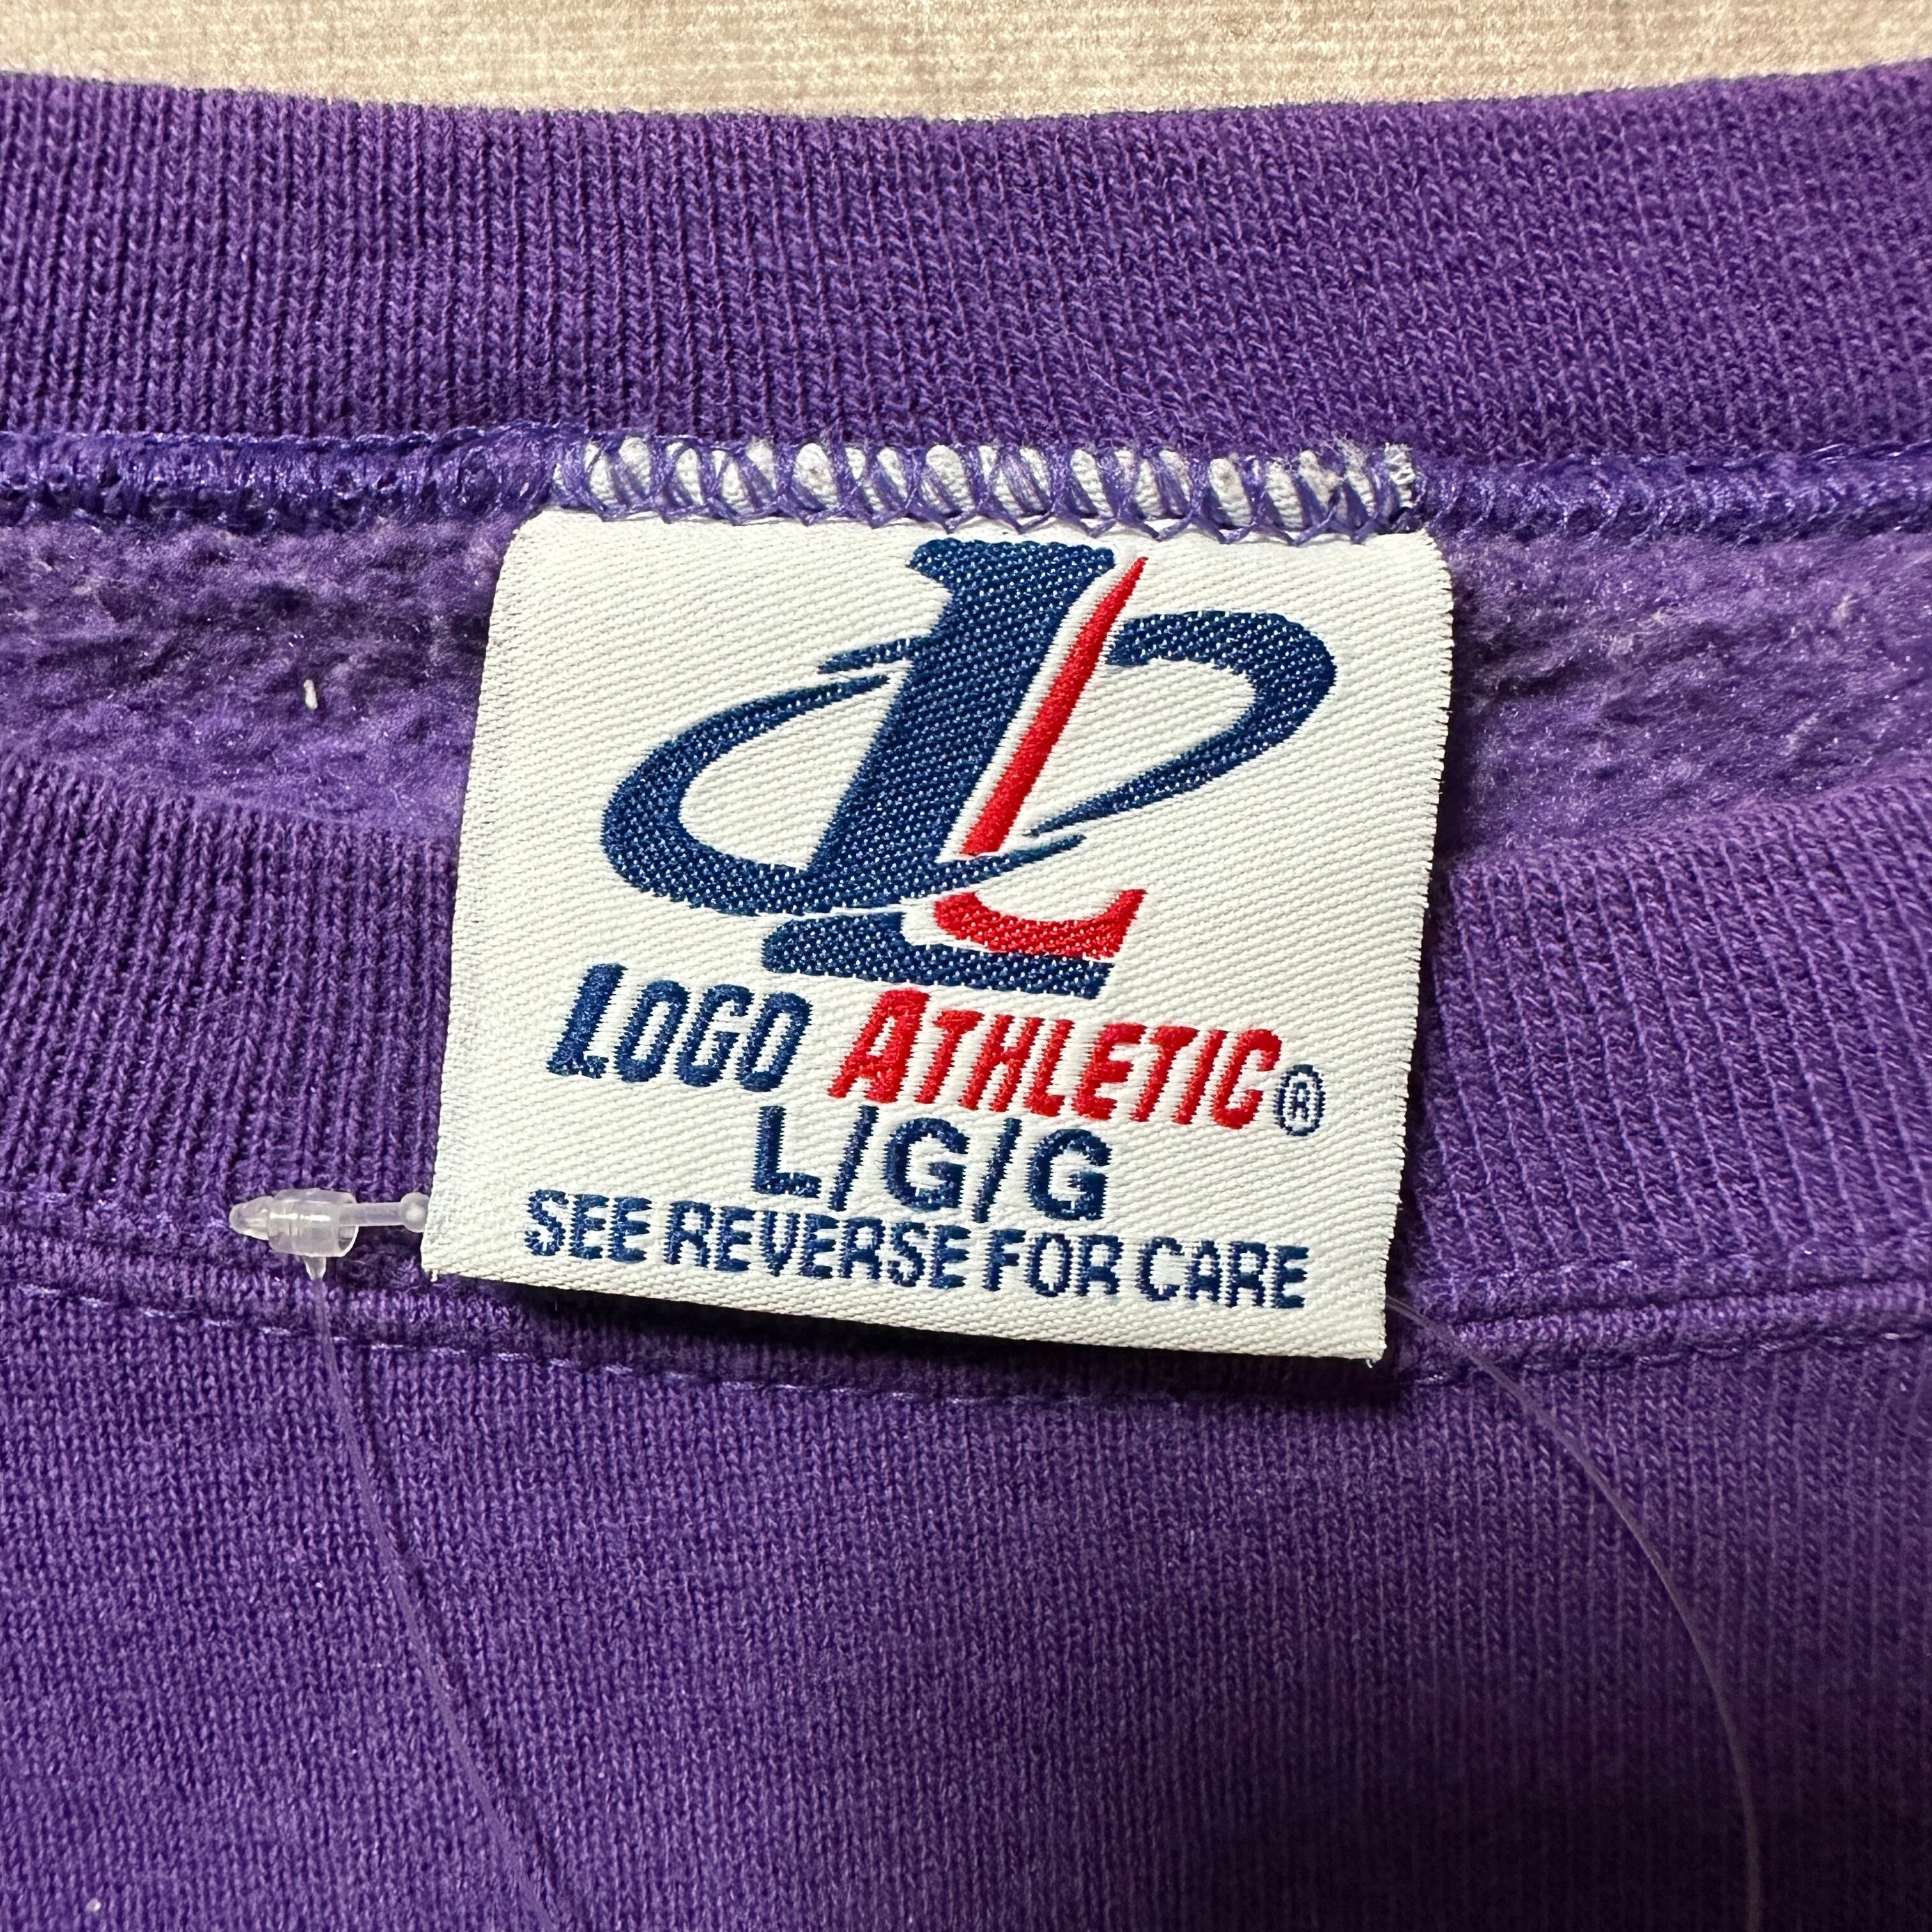 LOGO ATHLETIC®
L/G/G
SEE REVERSE FOR CARE